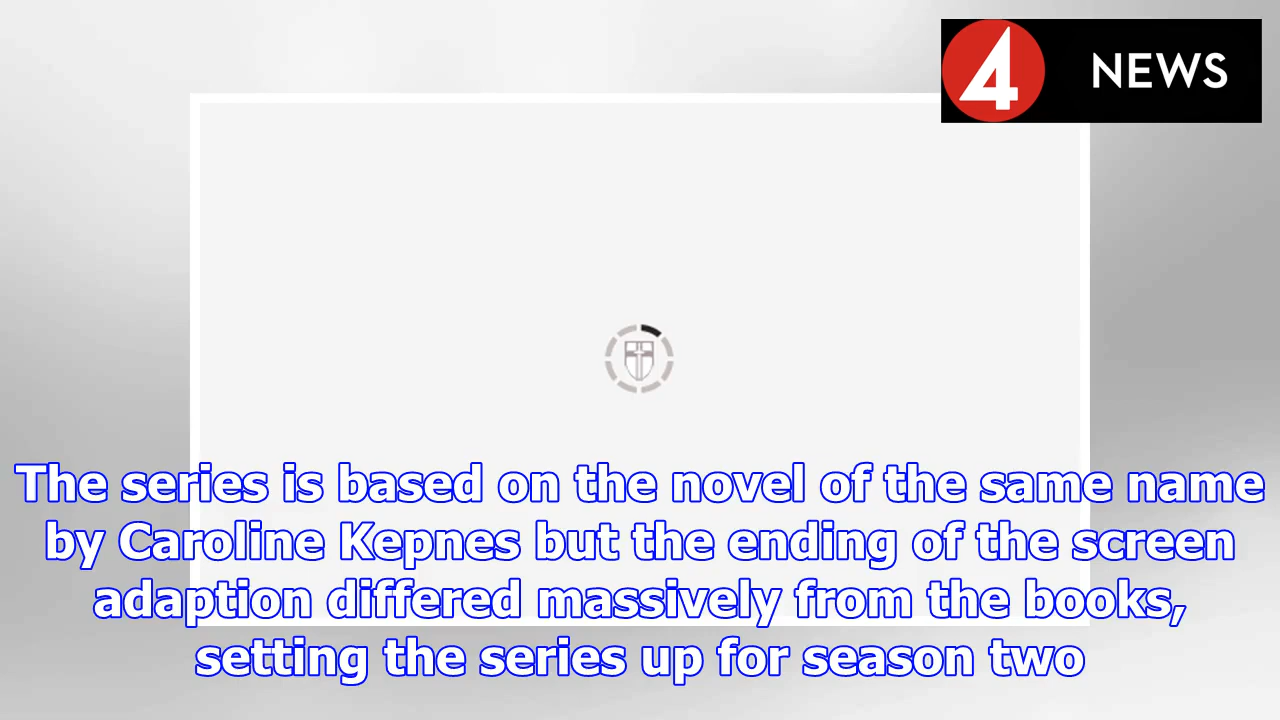 4 NEWS
The series is based on the novel of the same name
by Caroline Kepnes but the ending of the screen
adaption differed massively from the books,
setting the series up for season two